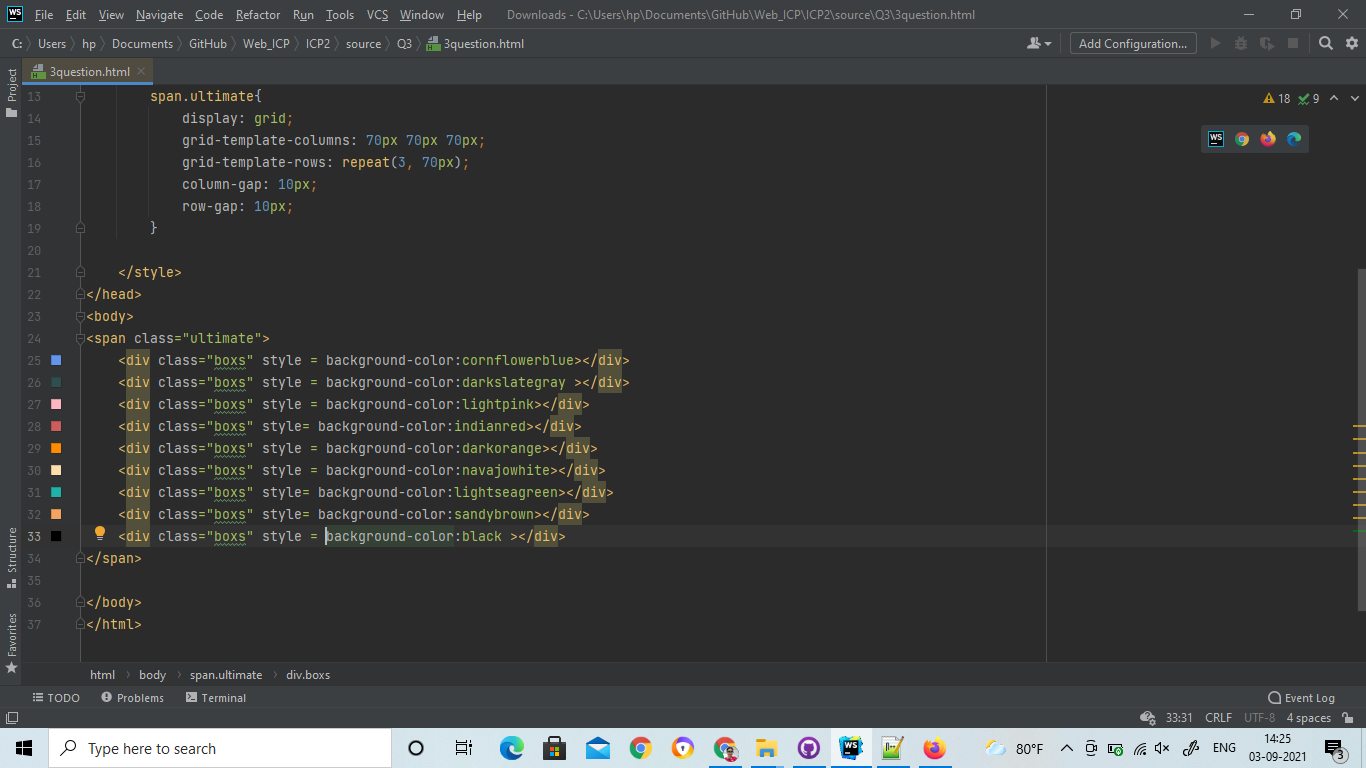 WS File Edit View Navigate Code Refactor Run Tools VCS Window Help Downloads - C:\Users\hp\Documents\GitHub\Web_ICP\ICP2\source\Q3\3question.html
C: Users hp Documents GitHub Web_ICP ICP2 source Q3 3question.html Add Configuration...
Project
3question.html
18 9
WS
13 span.ultimate{
14 display: grid;
15 grid-template-columns: 70px 70px 70px;
16 grid-template-rows: repeat(3, 70px);
17 column-gap: 10px;
18 row-gap: 10px;
19 }
20
21 </style>
22 </head>
23 <body>
24 <span class="ultimate">
25 <div class="boxs" style = background-color:cornflowerblue></div>
26 <div class="boxs" style = background-color:darkslategray ></div>
27 <div class="boxs" style = background-color:lightpink></div>
28 <div class="boxs" style= background-color:indianred></div>
29 <div class="boxs" style = background-color:darkorange></div>
30 <div class="boxs" style = background-color:navajowhite></div>
31 <div class="boxs" style= background-color:lightseagreen></div>
32 <div class="boxs" style= background-color:sandybrown></div>
33 <div class="boxs" style = background-color:black ></div>
34 </span>
35
36 </body>
37 </html>
Structure
Favorites
html body span.ultimate div.boxs
TODO Problems Terminal Event Log
33:31 CRLF UTF-8 4 spaces
Type here to search
WS
80°F ENG 14:25
03-09-2021
3